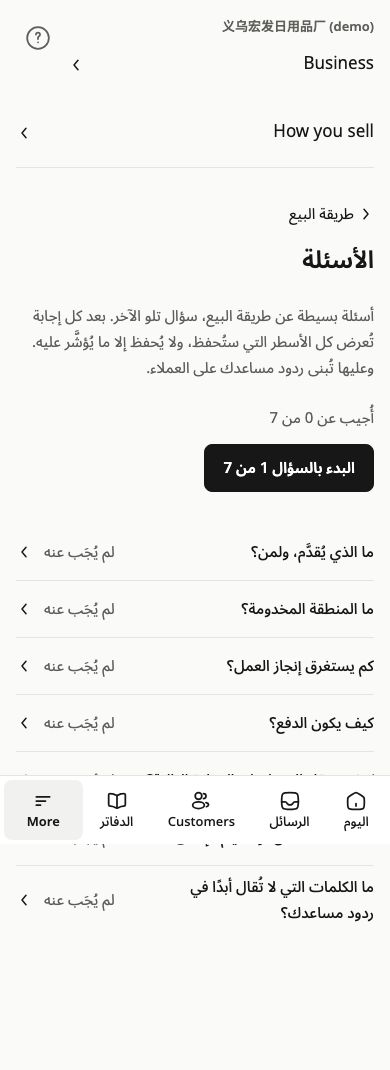 义乌宏发日用品厂 (demo)
Business
How you sell
طريقة البيع
الأسئلة
أسئلة بسيطة عن طريقة البيع، سؤال تلو الآخر. بعد كل إجابة
تُعرض كل الأسطر التي ستُحفظ، ولا يُحفظ إلا ما يُؤشَّر عليه.
وعليها تُبنى ردود مساعدك على العملاء.
أُجيب عن 0 من 7
البدء بالسؤال 1 من 7
ما الذي يُقدَّم، ولمن؟ لم يُجَب عنه
ما المنطقة المخدومة؟ لم يُجَب عنه
كم يستغرق إنجاز العمل؟ لم يُجَب عنه
كيف يكون الدفع؟ لم يُجَب عنه
اليوم الرسائل Customers الدفاتر More
ما الكلمات التي لا تُقال أبدًا في
ردود مساعدك؟ لم يُجَب عنه